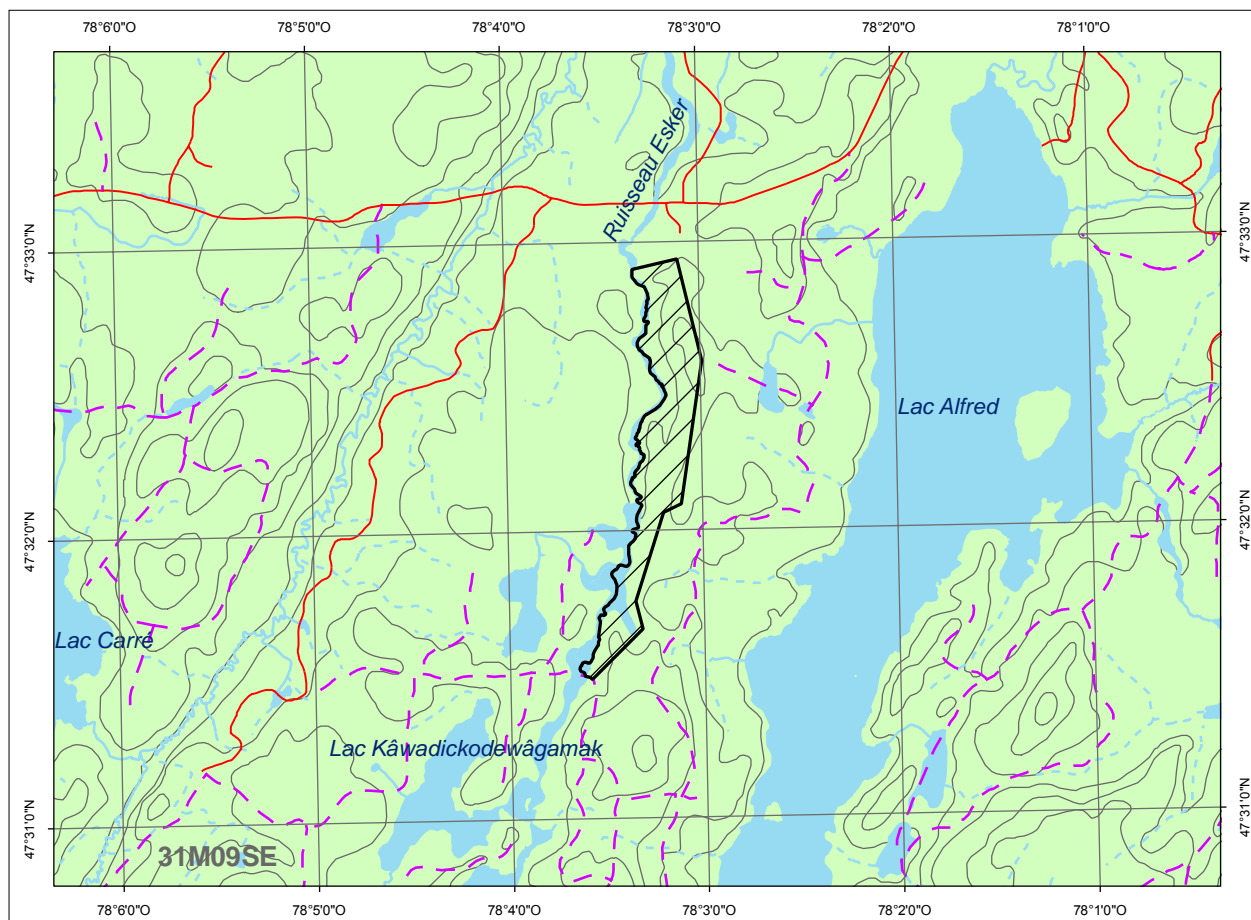 78°6'0"O 78°5'0"O 78°4'0"O 78°3'0"O 78°2'0"O 78°1'0"O
Ruisseau Esker
47°33'0"N 47°33'0"N
Lac Alfred
47°32'0"N 47°32'0"N
Lac Carré
Lac Kâwadickodewâgamak
47°31'0"N 47°31'0"N
31M09SE
78°6'0"O 78°5'0"O 78°4'0"O 78°3'0"O 78°2'0"O 78°1'0"O